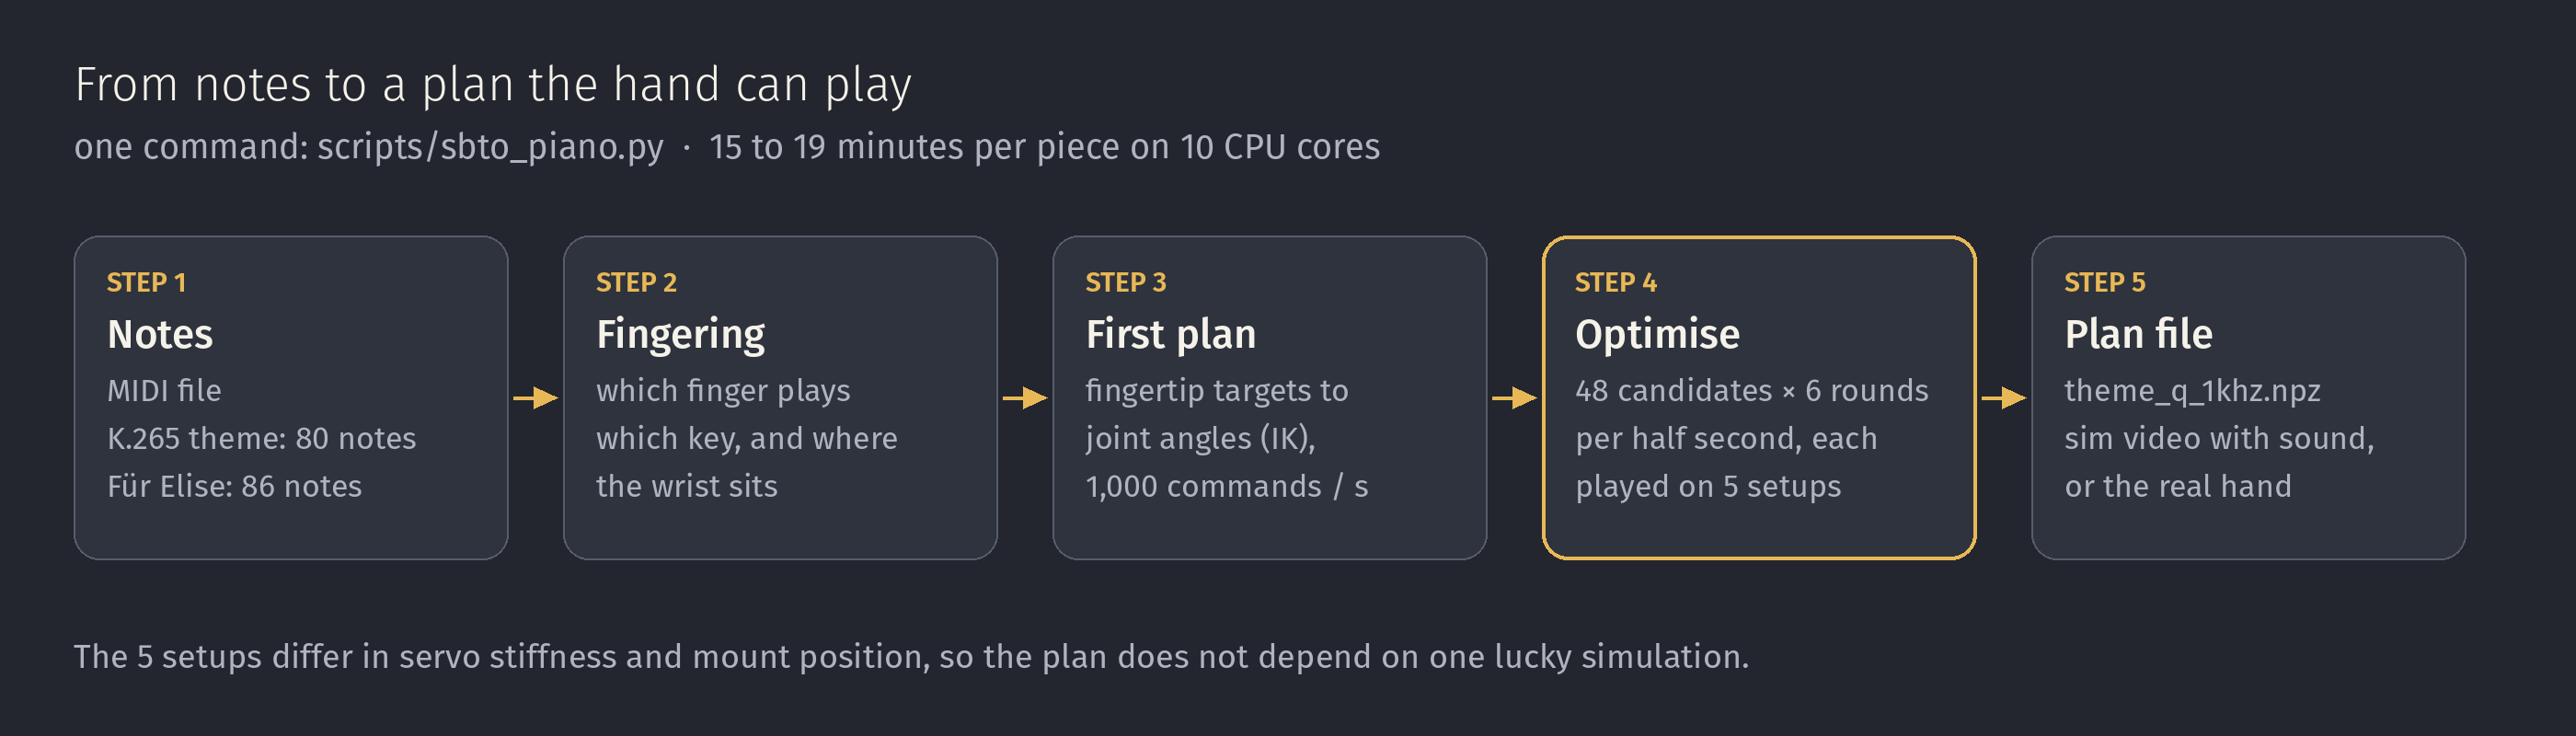 From notes to a plan the hand can play
one command: scripts/sbto_piano.py · 15 to 19 minutes per piece on 10 CPU cores
STEP 1
Notes
MIDI file
K.265 theme: 80 notes
Für Elise: 86 notes
STEP 2
Fingering
which finger plays
which key, and where
the wrist sits
STEP 3
First plan
fingertip targets to
joint angles (IK),
1,000 commands / s
STEP 4
Optimise
48 candidates × 6 rounds
per half second, each
played on 5 setups
STEP 5
Plan file
theme_q_1khz.npz
sim video with sound,
or the real hand
The 5 setups differ in servo stiffness and mount position, so the plan does not depend on one lucky simulation.